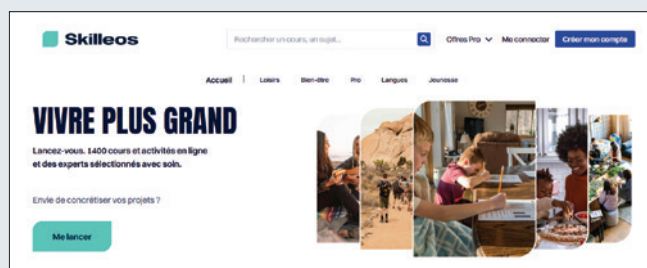 Skilleos
Rechercher un cours, un sujet...
Offres Pro
Me connecter
Créer mon compte
Accueil
Loisirs
Bien-être
Pro
Langues
Jeunesse
VIVRE PLUS GRAND
Lancez-vous. 1400 cours et activités en ligne
et des experts sélectionnés avec soin.
Envie de concrétiser vos projets ?
Me lancer